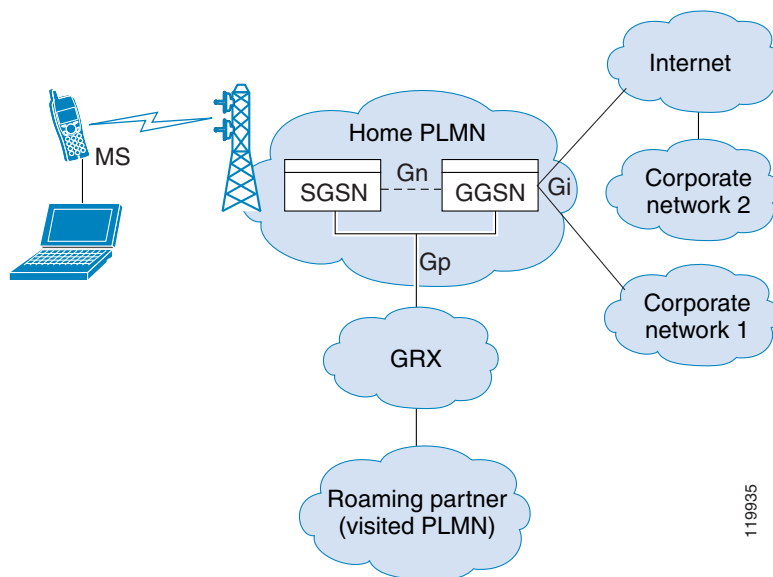 Internet
Home PLMN
MS
Gn
SGSN
GGSN
Gi
Corporate
network 2
Gp
Corporate
network 1
GRX
Roaming partner
(visited PLMN)
119935